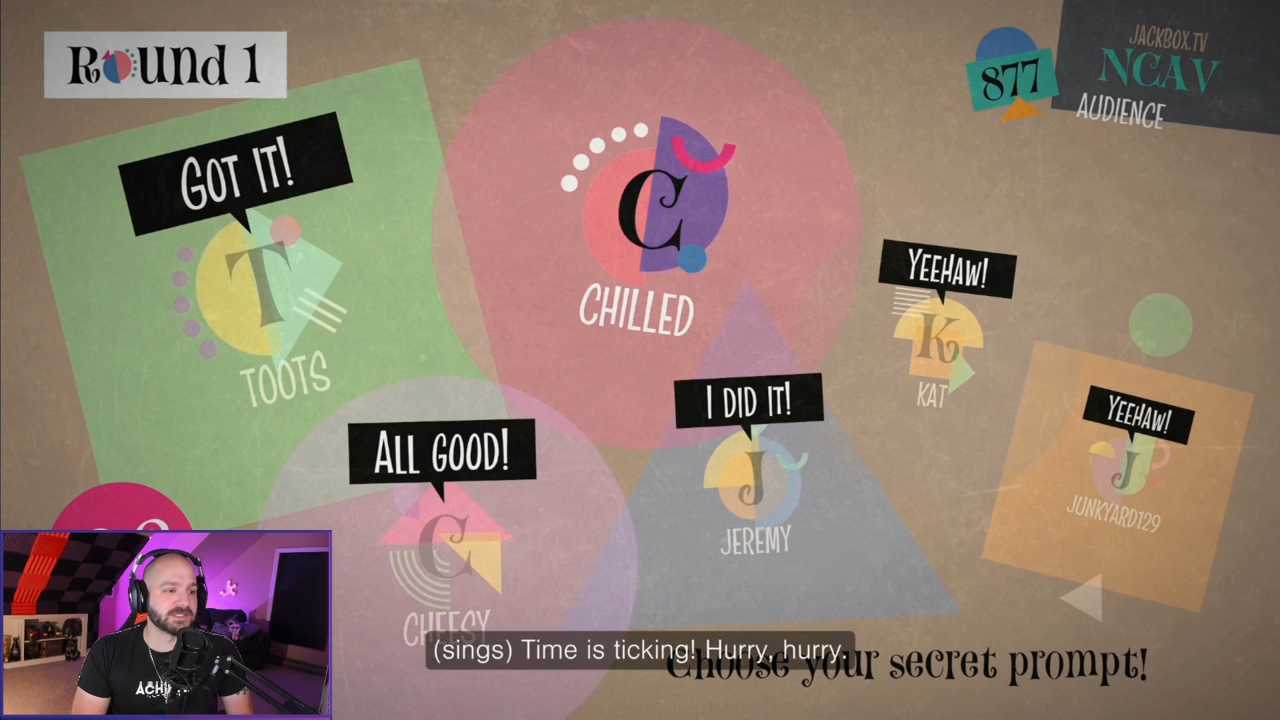 Round 1
JACKBOX.TV
NCAV
877
AUDIENCE
GOT IT!
T
TOOTS
C
CHILLED
YEEHAW!
K
KAT
I DID IT!
J
JEREMY
YEEHAW!
J
JUNKYARD129
ALL GOOD!
C
CHEESY
(sings) Time is ticking! Hurry, hurry.
Choose your secret prompt!